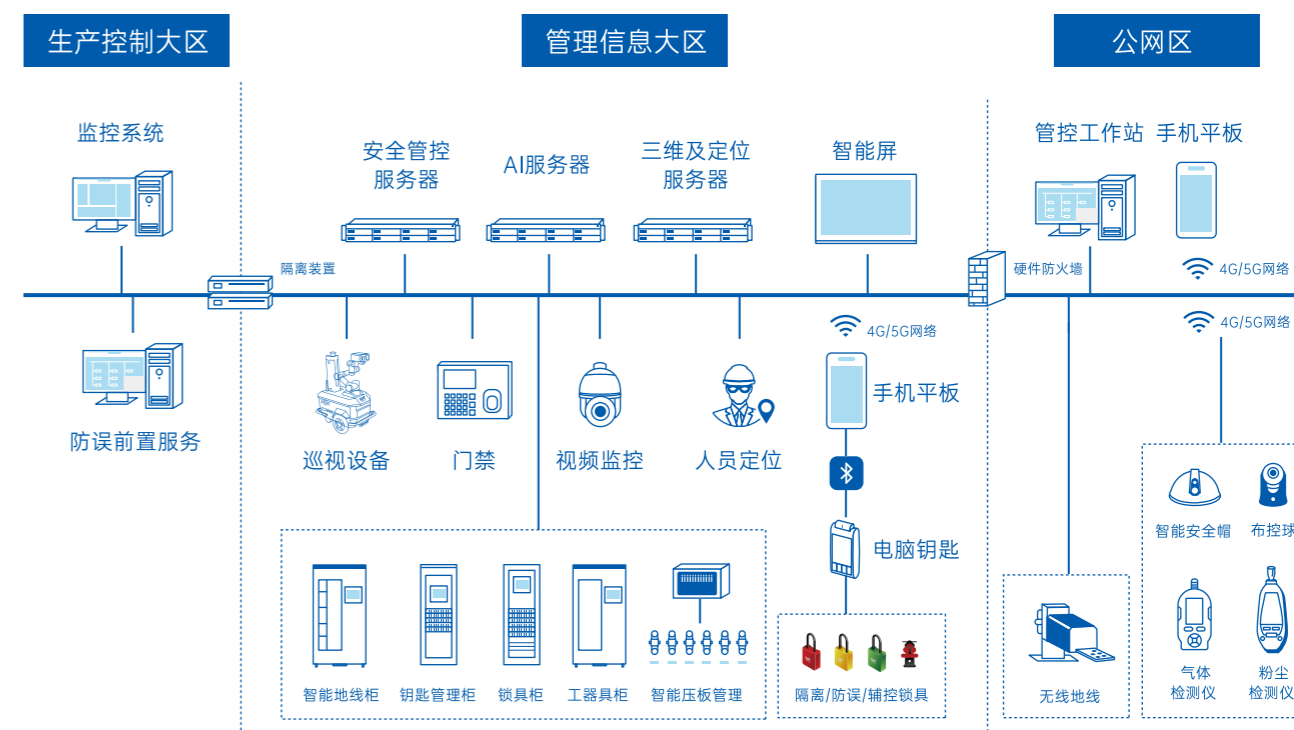 生产控制大区
管理信息大区
公网区
监控系统
安全管控
服务器
AI服务器
三维及定位
服务器
智能屏
管控工作站
手机平板
隔离装置
硬件防火墙
4G/5G网络
4G/5G网络
4G/5G网络
防误前置服务
巡视设备
门禁
视频监控
人员定位
手机平板
电脑钥匙
智能安全帽
布控球
智能地线柜
钥匙管理柜
锁具柜
工器具柜
智能压板管理
隔离/防误/辅控锁具
无线地线
气体
检测仪
粉尘
检测仪